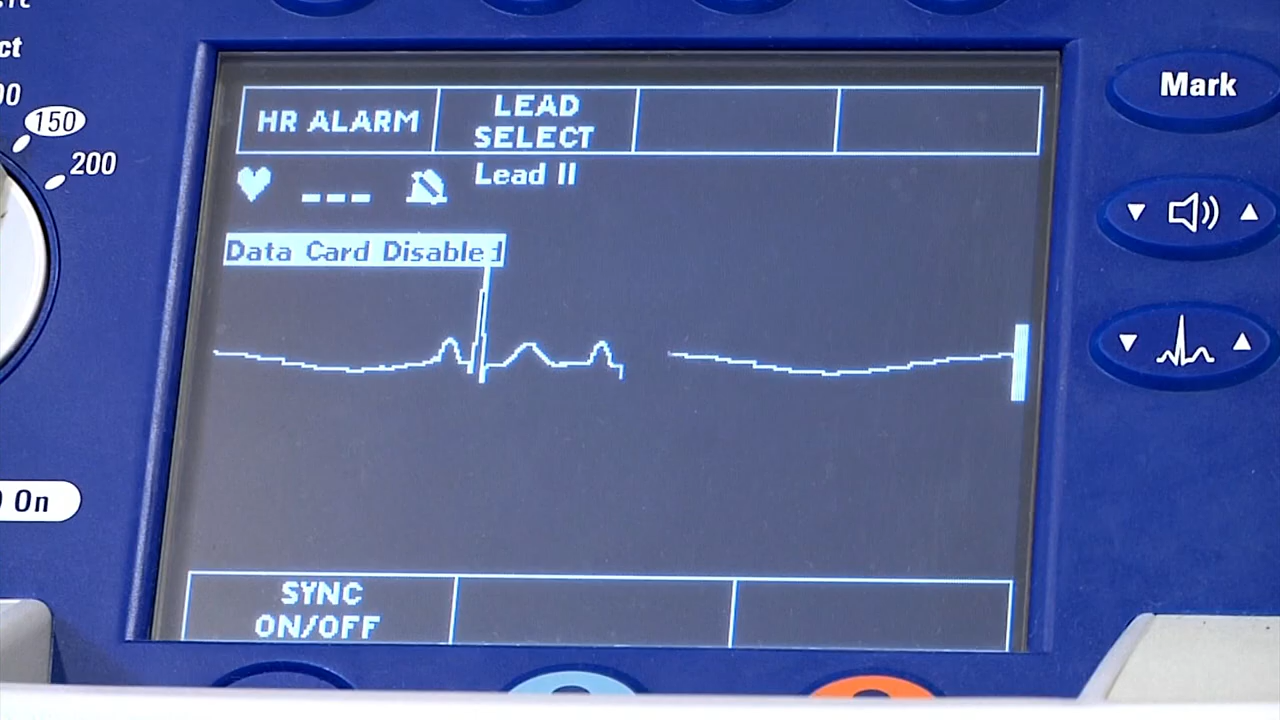 HR ALARM
LEAD
SELECT
Lead II
---
Data Card Disabled
SYNC
ON/OFF
Mark
150
200
On